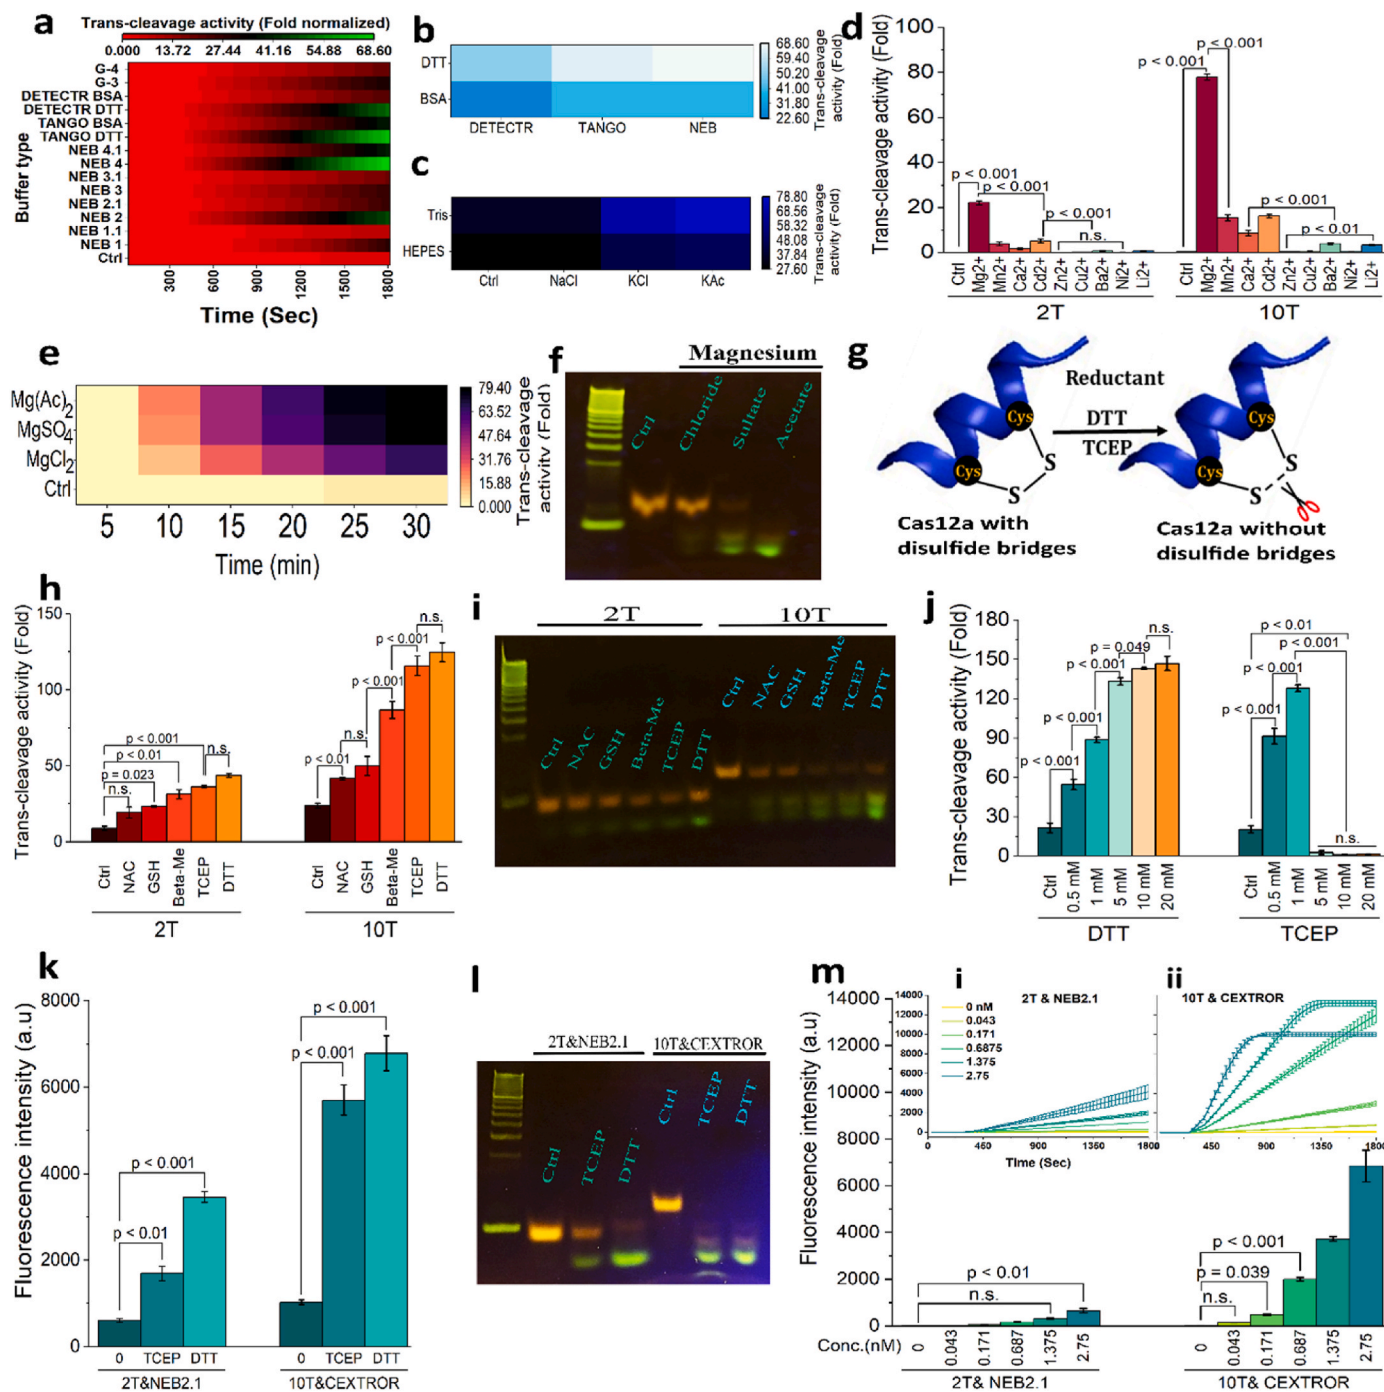 a
Trans-cleavage activity (Fold normalized)
0.000 13.72 27.44 41.16 54.88 68.60
Buffer type
G-4
G-3
DETECTR BSA
DETECTR DTT
TANGO BSA
TANGO DTT
NEB 4.1
NEB 4
NEB 3.1
NEB 3
NEB 2.1
NEB 2
NEB 1.1
NEB 1
Ctrl
300 600 900 1200 1500 1800
Time (Sec)
b
DTT
BSA
DETECTR TANGO NEB
68.60
59.20
50.20
41.00
31.80
22.60
Trans-cleavage
activity (Fold)
c
Tris
HEPES
Ctrl NaCl KCl KAc
78.80
68.56
58.32
48.08
37.84
27.60
Trans-cleavage
activity (Fold)
d
Trans-cleavage activity (Fold)
100
80
60
40
20
0
p < 0.001
p < 0.001
p < 0.001
n.s.
p < 0.001
p < 0.001
p < 0.001
p < 0.01
Ctrl Mg2+ Mn2+ Ca2+ Cd2+ Zn2+ Cu2+ Ba2+ Ni2+ Li2+
Ctrl Mg2+ Mn2+ Ca2+ Cd2+ Zn2+ Cu2+ Ba2+ Ni2+ Li2+
2T 10T
e
Mg(Ac)2
MgSO4
MgCl2
Ctrl
5 10 15 20 25 30
Time (min)
79.40
63.52
47.64
31.76
15.88
0.000
Trans-cleavage
activity (Fold)
f
Magnesium
Ctrl Chloride Sulfate Acetate
g
Reductant
DTT
TCEP
Cys
Cys
S
S
Cys
Cys
S
S
Cas12a with
disulfide bridges
Cas12a without
disulfide bridges
h
Trans-cleavage activity (Fold)
150
100
50
0
n.s.
p = 0.023
p < 0.01
p < 0.001
n.s.
p < 0.01
n.s.
p < 0.001
p < 0.001
n.s.
Ctrl NAC GSH Beta-Me TCEP DTT
Ctrl NAC GSH Beta-Me TCEP DTT
2T 10T
i
2T 10T
Ctrl NAC GSH Beta-Me TCEP DTT
Ctrl NAC GSH Beta-Me TCEP DTT
j
Trans-cleavage activity (Fold)
180
150
120
90
60
30
0
p < 0.001
p < 0.001
p < 0.001
p = 0.049
n.s.
p < 0.001
p < 0.001
p < 0.01
n.s.
Ctrl 0.5 mM 1 mM 5 mM 10 mM 20 mM
Ctrl 0.5 mM 1 mM 5 mM 10 mM 20 mM
DTT TCEP
k
Fluorescence intensity (a.u)
8000
6000
4000
2000
0
p < 0.01
p < 0.001
p < 0.001
p < 0.001
0 TCEP DTT
0 TCEP DTT
2T&NEB2.1 10T&CEXTROR
l
2T&NEB2.1 10T&CEXTROR
Ctrl TCEP DTT
Ctrl TCEP DTT
m
Fluorescence intensity (a.u)
14000
13000
12000
11000
10000
9000
8000
7000
6000
5000
4000
3000
2000
1000
0
i
2T & NEB2.1
14000
12000
10000
8000
6000
4000
2000
0
0 nM
0.043
0.171
0.6875
1.375
2.75
0 450 900 1350 1800
Time (Sec)
ii
10T & CEXTROR
0 450 900 1350 1800
n.s.
p < 0.01
n.s.
p = 0.039
p < 0.001
Conc.(nM)
0 0.043 0.171 0.687 1.375 2.75
0 0.043 0.171 0.687 1.375 2.75
2T& NEB2.1 10T & CEXTROR